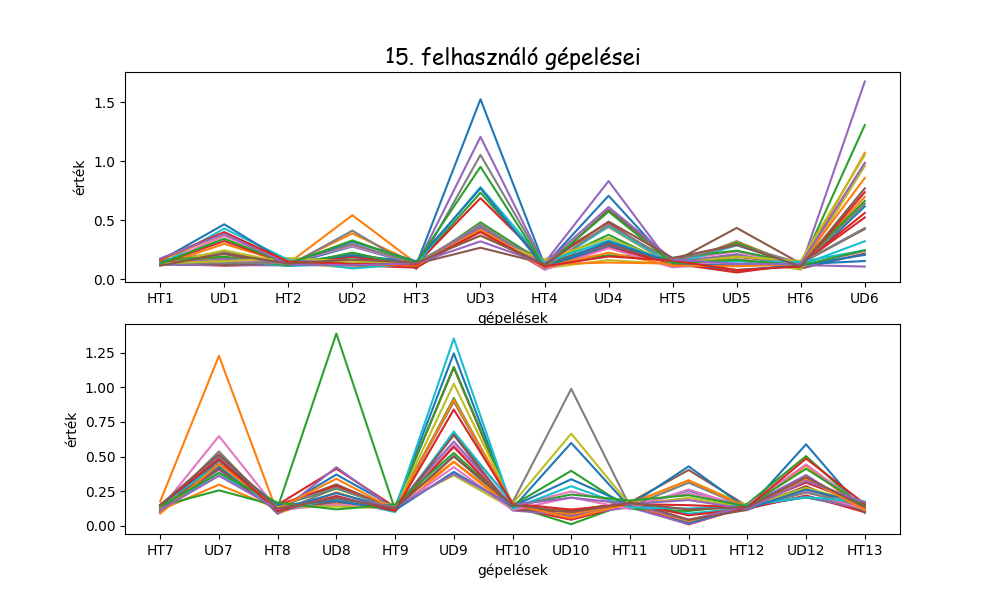 15. felhasználó gépelései
1.5
1.0
0.5
0.0
érték
HT1 UD1 HT2 UD2 HT3 UD3 HT4 UD4 HT5 UD5 HT6 UD6
gépelések
1.25
1.00
0.75
0.50
0.25
0.00
érték
HT7 UD7 HT8 UD8 HT9 UD9 HT10 UD10 HT11 UD11 HT12 UD12 HT13
gépelések